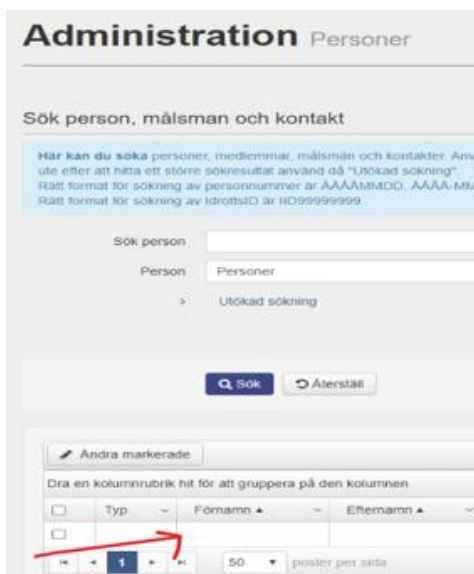 Administration Personer
Sök person, målsman och kontakt
Här kan du söka personer, medlemmar, målsmän och kontakter. Anv
ute efter att hitta ett större sökresultat använd då "Utökad sökning".
Rätt format för sökning av personnummer är ÅÅÅÅMMDD, ÅÅÅÅ-MM
Rätt format för sökning av IdrottsID är IID99999999.
Sök person
Person Personer
Utökad sökning
Sök Återställ
Ändra markerade
Dra en kolumnrubrik hit för att gruppera på den kolumnen
Typ Förnamn Efternamn
1 50 poster per sida